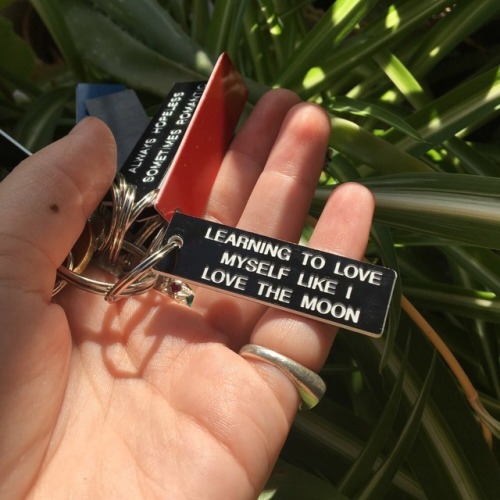 ALWAYS HOPELESS
SOMETIMES ROMANTIC
LEARNING TO LOVE
MYSELF LIKE I
LOVE THE MOON